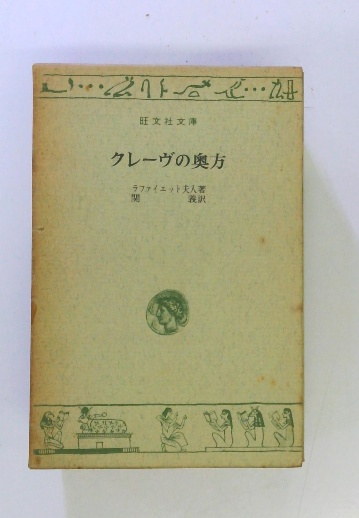 旺文社文庫
クレーヴの奥方
ラファイエット夫人著
関 義訳